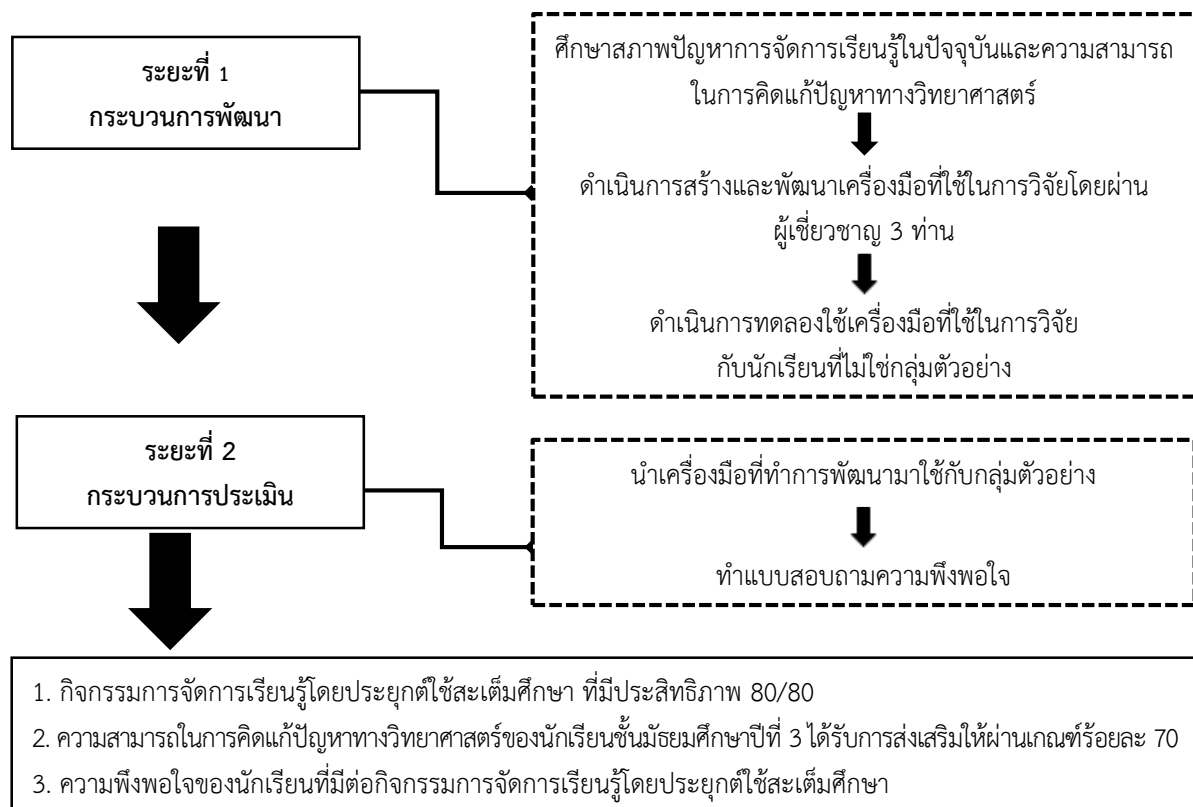 ระยะที่ 1
กระบวนการพัฒนา
ศึกษาสภาพปัญหาการจัดการเรียนรู้ในปัจจุบันและความสามารถ
ในการคิดแก้ปัญหาทางวิทยาศาสตร์
ดำเนินการสร้างและพัฒนาเครื่องมือที่ใช้ในการวิจัยโดยผ่าน
ผู้เชี่ยวชาญ 3 ท่าน
ดำเนินการทดลองใช้เครื่องมือที่ใช้ในการวิจัย
กับนักเรียนที่ไม่ใช่กลุ่มตัวอย่าง
ระยะที่ 2
กระบวนการประเมิน
นำเครื่องมือที่ทำการพัฒนามาใช้กับกลุ่มตัวอย่าง
ทำแบบสอบถามความพึงพอใจ
1. กิจกรรมการจัดการเรียนรู้โดยประยุกต์ใช้สะเต็มศึกษา ที่มีประสิทธิภาพ 80/80
2. ความสามารถในการคิดแก้ปัญหาทางวิทยาศาสตร์ของนักเรียนชั้นมัธยมศึกษาปีที่ 3 ได้รับการส่งเสริมให้ผ่านเกณฑ์ร้อยละ 70
3. ความพึงพอใจของนักเรียนที่มีต่อกิจกรรมการจัดการเรียนรู้โดยประยุกต์ใช้สะเต็มศึกษา